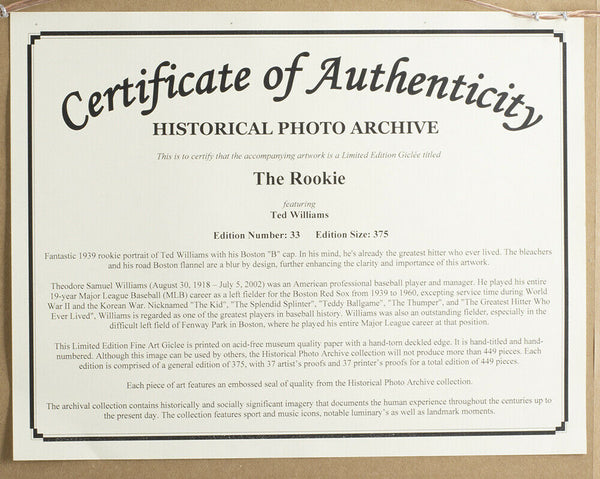 Certificate of Authenticity
HISTORICAL PHOTO ARCHIVE
This is to certify that the accompanying artwork is a Limited Edition Giclée titled
The Rookie
featuring
Ted Williams
Edition Number: 33 Edition Size: 375
Fantastic 1939 rookie portrait of Ted Williams with his Boston "B" cap. In his mind, he's already the greatest hitter who ever lived. The bleachers
and his road Boston flannel are a blur by design, further enhancing the clarity and importance of this artwork.
Theodore Samuel Williams (August 30, 1918 – July 5, 2002) was an American professional baseball player and manager. He played his entire
19-year Major League Baseball (MLB) career as a left fielder for the Boston Red Sox from 1939 to 1960, excepting service time during World
War II and the Korean War. Nicknamed "The Kid", "The Splendid Splinter", "Teddy Ballgame", "The Thumper", and "The Greatest Hitter Who
Ever Lived", Williams is regarded as one of the greatest players in baseball history. Williams was also an outstanding fielder, especially in the
difficult left field of Fenway Park in Boston, where he played his entire Major League career at that position.
This Limited Edition Fine Art Giclee is printed on acid-free museum quality paper with a hand-torn deckled edge. It is hand-titled and hand-
numbered. Although this image can be used by others, the Historical Photo Archive collection will not produce more than 449 pieces. Each
edition is comprised of a general edition of 375, with 37 artist's proofs and 37 printer's proofs for a total edition of 449 pieces.
Each piece of art features an embossed seal of quality from the Historical Photo Archive collection.
The archival collection contains historically and socially significant imagery that documents the human experience throughout the centuries up to
the present day. The collection features sport and music icons, notable luminary's as well as landmark moments.